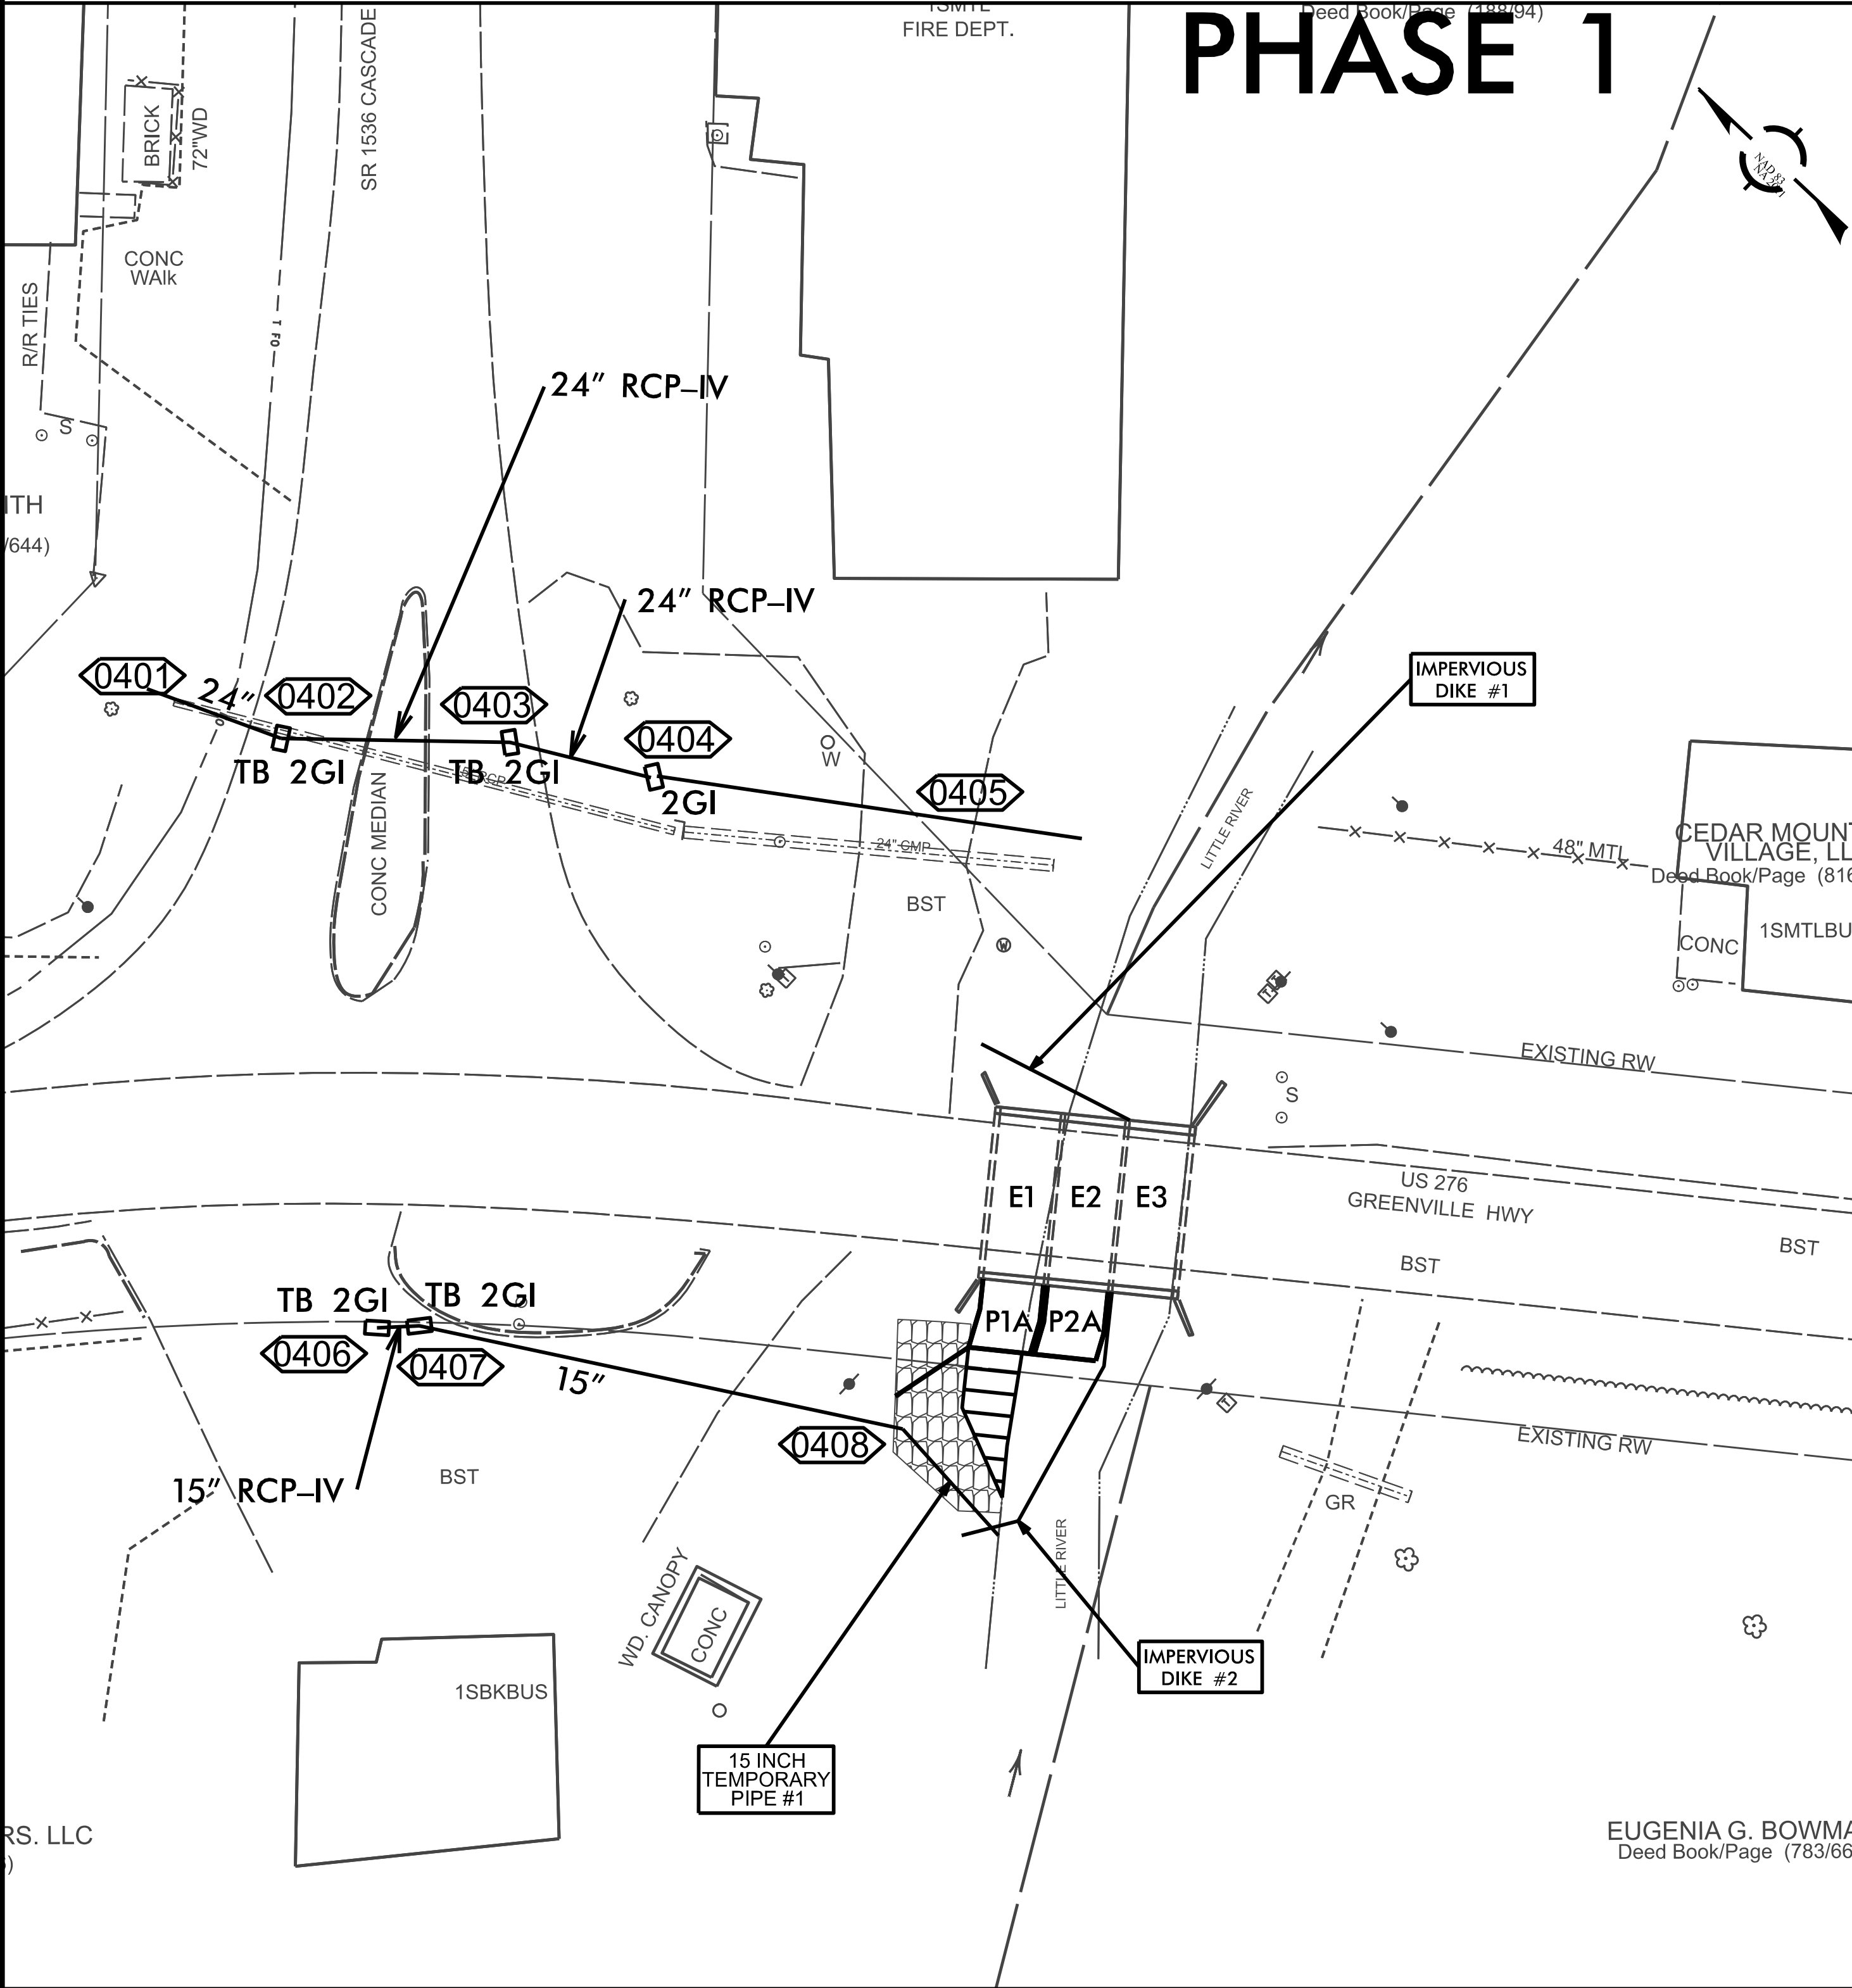 Deed Book/Page (188/94)
PHASE 1
1SMTL
FIRE DEPT.
SR 1536 CASCADE
BRICK
72"WD
NAD 83
CONC
WAlk
R/R TIES
T FO
24" RCP–IV
S
ITH
/644)
24" RCP–IV
0401
24"
0402
0403
0404
0405
TB 2GI
TB 2GI
2GI
W
CONC MEDIAN
24" CMP
BST
W
LITTLE RIVER
IMPERVIOUS
DIKE #1
48" MTL
CEDAR MOUNT
VILLAGE, LL
Deed Book/Page (816
CONC
1SMTLBU
T
T
EXISTING RW
S
E1
E2
E3
US 276
GREENVILLE HWY
BST
BST
TB 2GI
TB 2GI
P1A
P2A
0406
0407
15"
0408
15" RCP–IV
BST
T
EXISTING RW
GR
LITTLE RIVER
WD. CANOPY
CONC
1SBKBUS
IMPERVIOUS
DIKE #2
15 INCH
TEMPORARY
PIPE #1
RS. LLC
)
EUGENIA G. BOWMA
Deed Book/Page (783/66